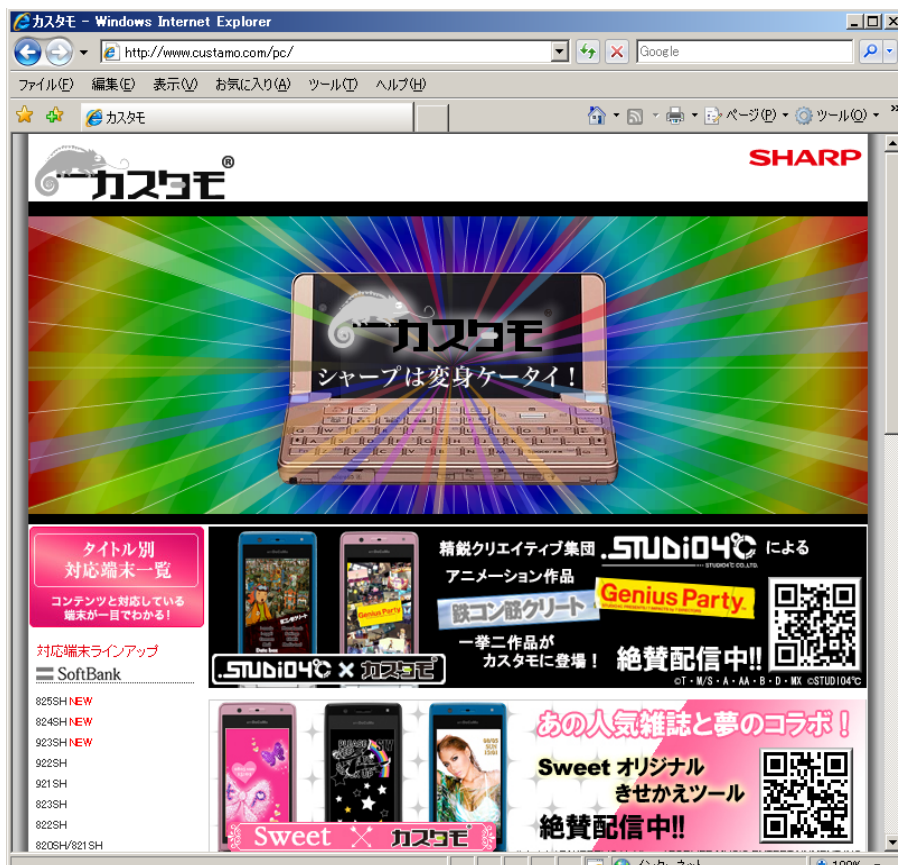 カスタモ - Windows Internet Explorer
http://www.custamo.com/pc/
Google
ファイル(F) 編集(E) 表示(V) お気に入り(A) ツール(T) ヘルプ(H)
カスタモ
ページ(P) ツール(O)
カスタモ®
SHARP
カスタモ
シャープは変身ケータイ！
タイトル別
対応端末一覧
コンテンツと対応している
端末が一目でわかる！
対応端末ラインアップ
SoftBank
825SH NEW
824SH NEW
923SH NEW
922SH
921SH
823SH
822SH
820SH/821SH
精鋭クリエイティブ集団 .STUDiO4℃ による
STUDIO4℃ CO.,LTD.
アニメーション作品
鉄コン筋クリート
Genius Party
一挙二作品が
カスタモに登場！
絶賛配信中!!
Genius Party
.STUDiO4℃ × カスタモ
©T・M/S・A・AA・B・D・MX ©STUDIO4℃
あの人気雑誌と夢のコラボ！
Sweet オリジナル
きせかえツール
絶賛配信中!!
Sweet × カスタモ